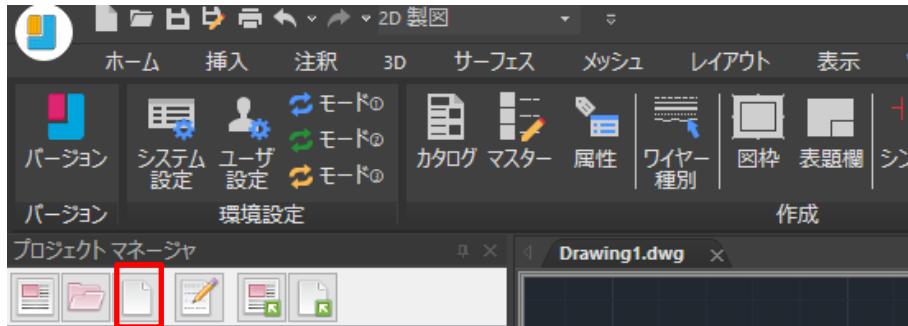 2D 製図
ホーム 挿入 注釈 3D サーフェス メッシュ レイアウト 表示
モード①
モード②
モード③
バージョン システム設定 ユーザ設定 カタログ マスター 属性 ワイヤー種別 図枠 表題欄 シン
バージョン 環境設定 作成
プロジェクト マネージャ Drawing1.dwg